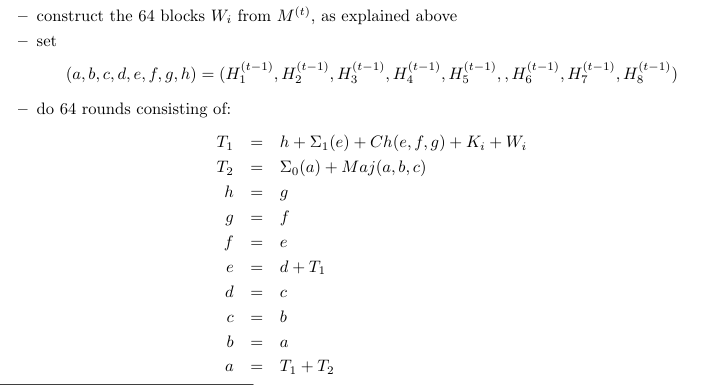 – construct the 64 blocks W_i from M^(t), as explained above
– set
(a, b, c, d, e, f, g, h) = (H_1^(t−1), H_2^(t−1), H_3^(t−1), H_4^(t−1), H_5^(t−1), , H_6^(t−1), H_7^(t−1), H_8^(t−1))
– do 64 rounds consisting of:
T_1 = h + Σ_1(e) + Ch(e, f, g) + K_i + W_i
T_2 = Σ_0(a) + Maj(a, b, c)
h = g
g = f
f = e
e = d + T_1
d = c
c = b
b = a
a = T_1 + T_2